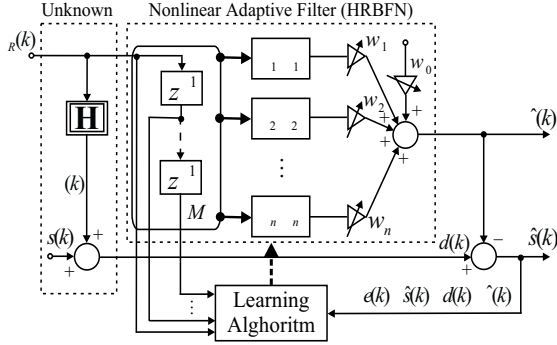 Unknown
Nonlinear Adaptive Filter (HRBFN)
R(k)
1 1
w1
w0
z 1
H
2 2
w2
+
+
+
+
ˆ(k)
⋮
z 1
(k)
M
n n
wn
s(k)
+
+
d(k)
−
+
ŝ(k)
Learning
Alghoritm
⋮
e(k) ŝ(k) d(k) ˆ(k)